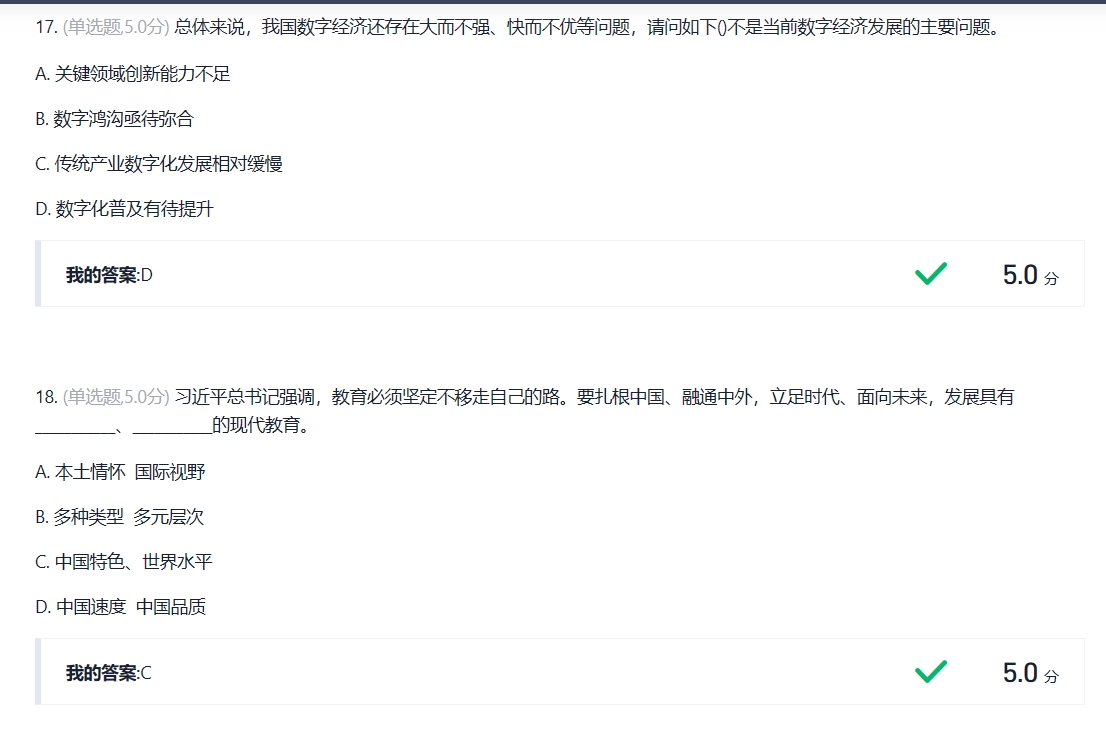 17. (单选题,5.0分) 总体来说，我国数字经济还存在大而不强、快而不优等问题，请问如下()不是当前数字经济发展的主要问题。
A. 关键领域创新能力不足
B. 数字鸿沟亟待弥合
C. 传统产业数字化发展相对缓慢
D. 数字化普及有待提升
我的答案:D
5.0 分
18. (单选题,5.0分) 习近平总书记强调，教育必须坚定不移走自己的路。要扎根中国、融通中外，立足时代、面向未来，发展具有
_________、_________的现代教育。
A. 本土情怀 国际视野
B. 多种类型 多元层次
C. 中国特色、世界水平
D. 中国速度 中国品质
我的答案:C
5.0 分